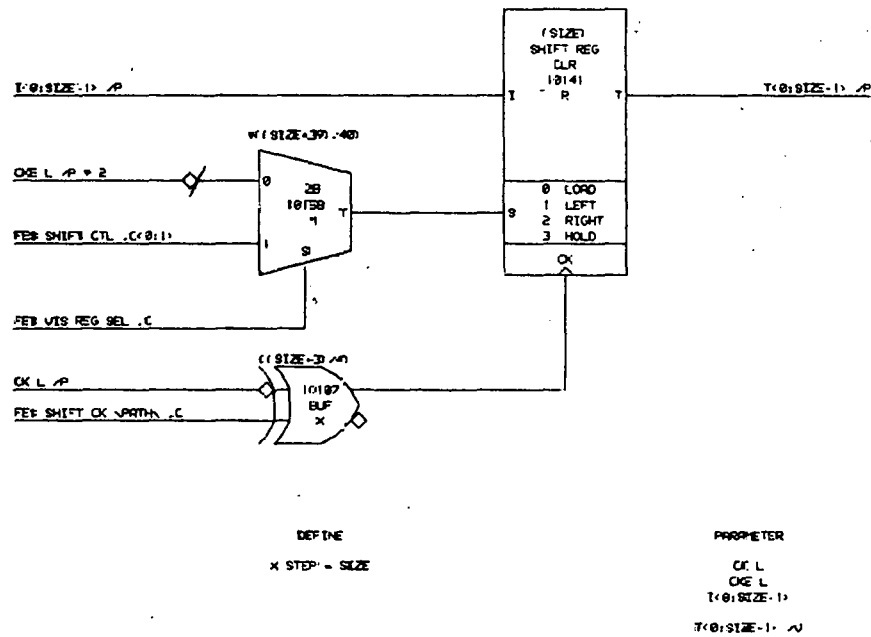 (SIZE)
SHIFT REG
CLR
10141
I R T
I<0:SIZE-1> /P
T<0:SIZE-1> /P
((SIZE+39)/40)
CKE L /P * 2
0
2B
10158
T
0 LOAD
1 LEFT
2 RIGHT
3 HOLD
S
FE$ SHIFT CTL .C<0:1>
1
S
CK
FE$ VIS REG SEL .C
((SIZE+3)/4)
CK L /P
10107
BUF
X
FE$ SHIFT CK \PATH\ .C
DEFINE
X STEP = SIZE
PARAMETER
CK L
CKE L
I<0:SIZE-1>
T<0:SIZE-1>